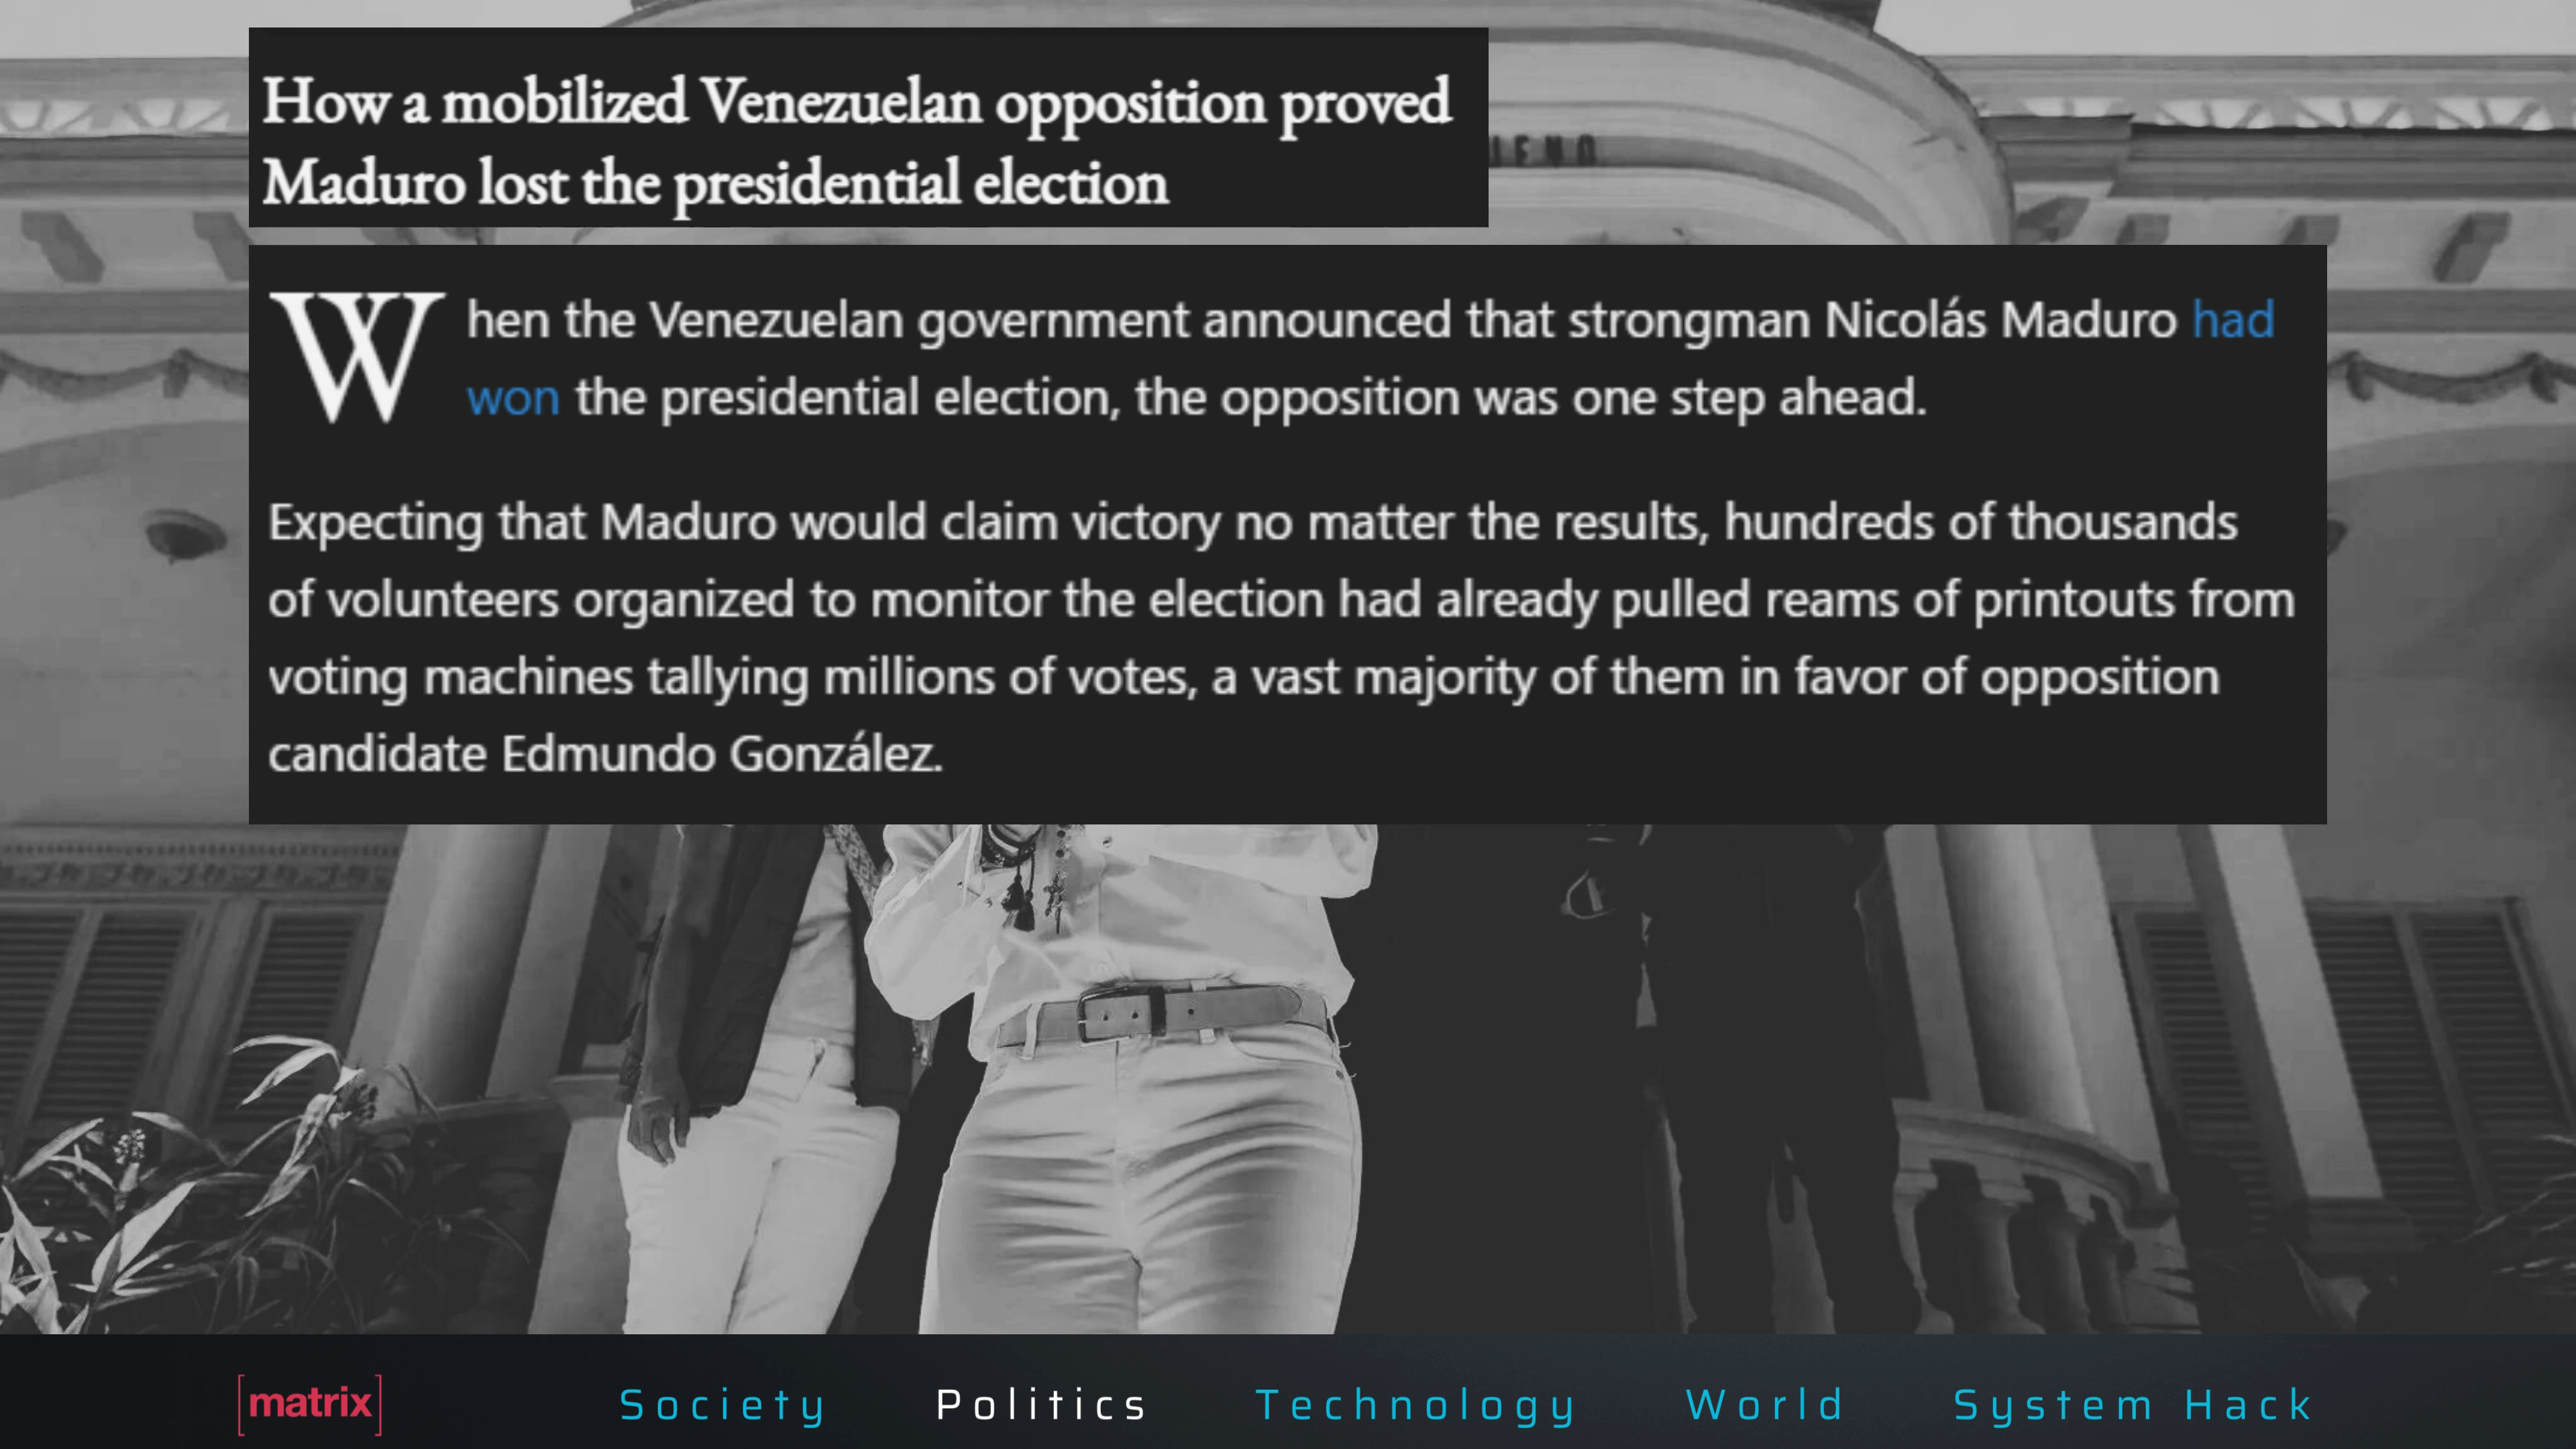 How a mobilized Venezuelan opposition proved
Maduro lost the presidential election
When the Venezuelan government announced that strongman Nicolás Maduro had
won the presidential election, the opposition was one step ahead.
Expecting that Maduro would claim victory no matter the results, hundreds of thousands
of volunteers organized to monitor the election had already pulled reams of printouts from
voting machines tallying millions of votes, a vast majority of them in favor of opposition
candidate Edmundo González.
[matrix] Society Politics Technology World System Hack